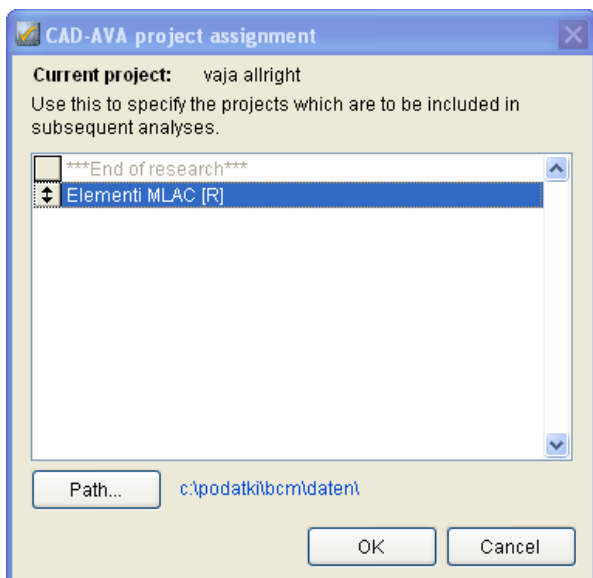 CAD-AVA project assignment
Current project: vaja allright
Use this to specify the projects which are to be included in
subsequent analyses.
***End of research***
Elementi MLAC [R]
Path... c:\podatki\bcm\daten\
OK Cancel